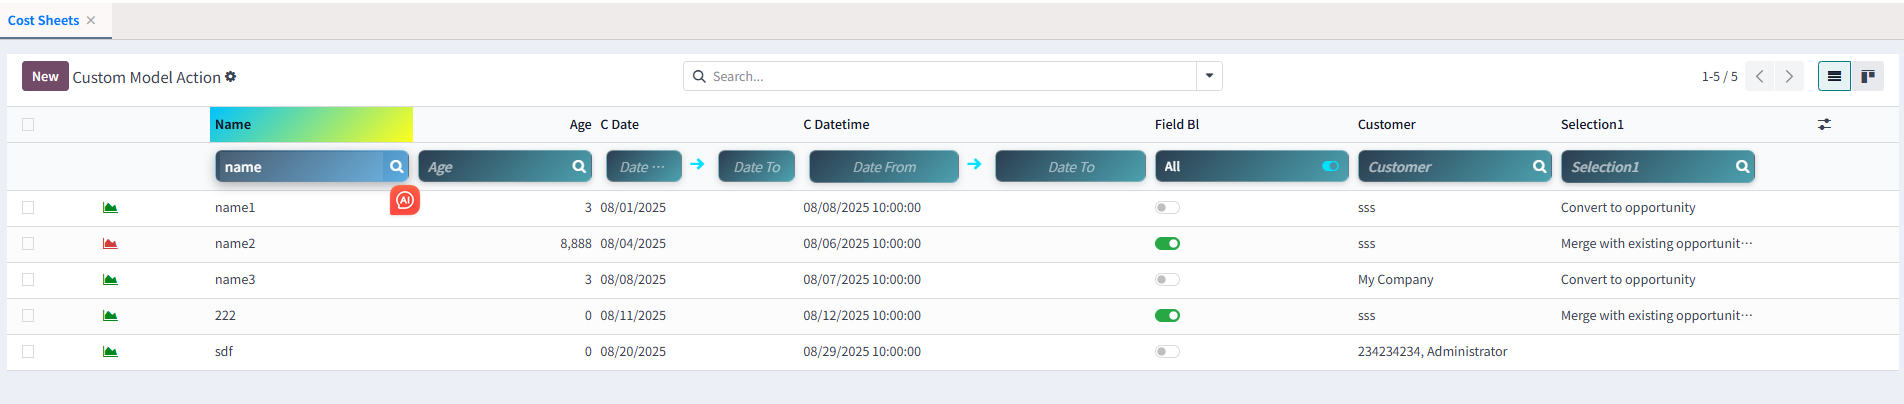 Cost Sheets
New Custom Model Action Search... 1-5 / 5
Name Age C Date C Datetime Field Bl Customer Selection1
name Age Date ··· Date To Date From Date To All Customer Selection1
AI
name1 3 08/01/2025 08/08/2025 10:00:00 sss Convert to opportunity
name2 8,888 08/04/2025 08/06/2025 10:00:00 sss Merge with existing opportunit···
name3 3 08/08/2025 08/07/2025 10:00:00 My Company Convert to opportunity
222 0 08/11/2025 08/12/2025 10:00:00 sss Merge with existing opportunit···
sdf 0 08/20/2025 08/29/2025 10:00:00 234234234, Administrator